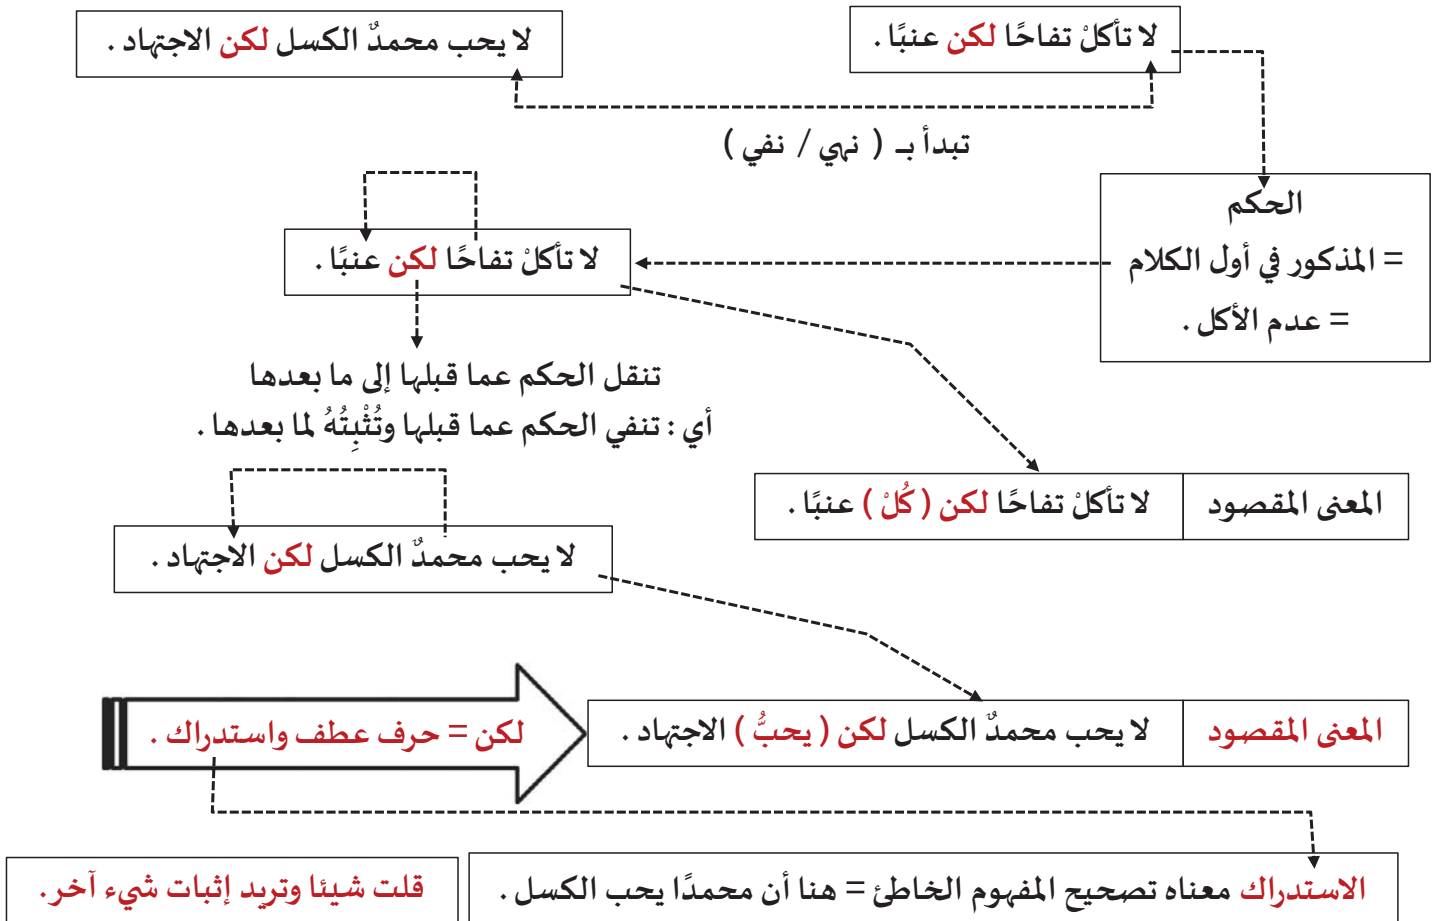 لا تأكلْ تفاحًا لكن عنبًا .
لا يحب محمدٌ الكسل لكن الاجتهاد .
تبدأ بـ ( نهي / نفي )
الحكم
= المذكور في أول الكلام
= عدم الأكل .
لا تأكلْ تفاحًا لكن عنبًا .
تنقل الحكم عما قبلها إلى ما بعدها
أي : تنفي الحكم عما قبلها وتُثْبِتُهُ لما بعدها .
المعنى المقصود
لا تأكلْ تفاحًا لكن ( كُلْ ) عنبًا .
لا يحب محمدٌ الكسل لكن الاجتهاد .
المعنى المقصود
لا يحب محمدٌ الكسل لكن ( يحبُّ ) الاجتهاد .
لكن = حرف عطف واستدراك .
الاستدراك معناه تصحيح المفهوم الخاطئ = هنا أن محمدًا يحب الكسل .
قلت شيئا وتريد إثبات شيء آخر.